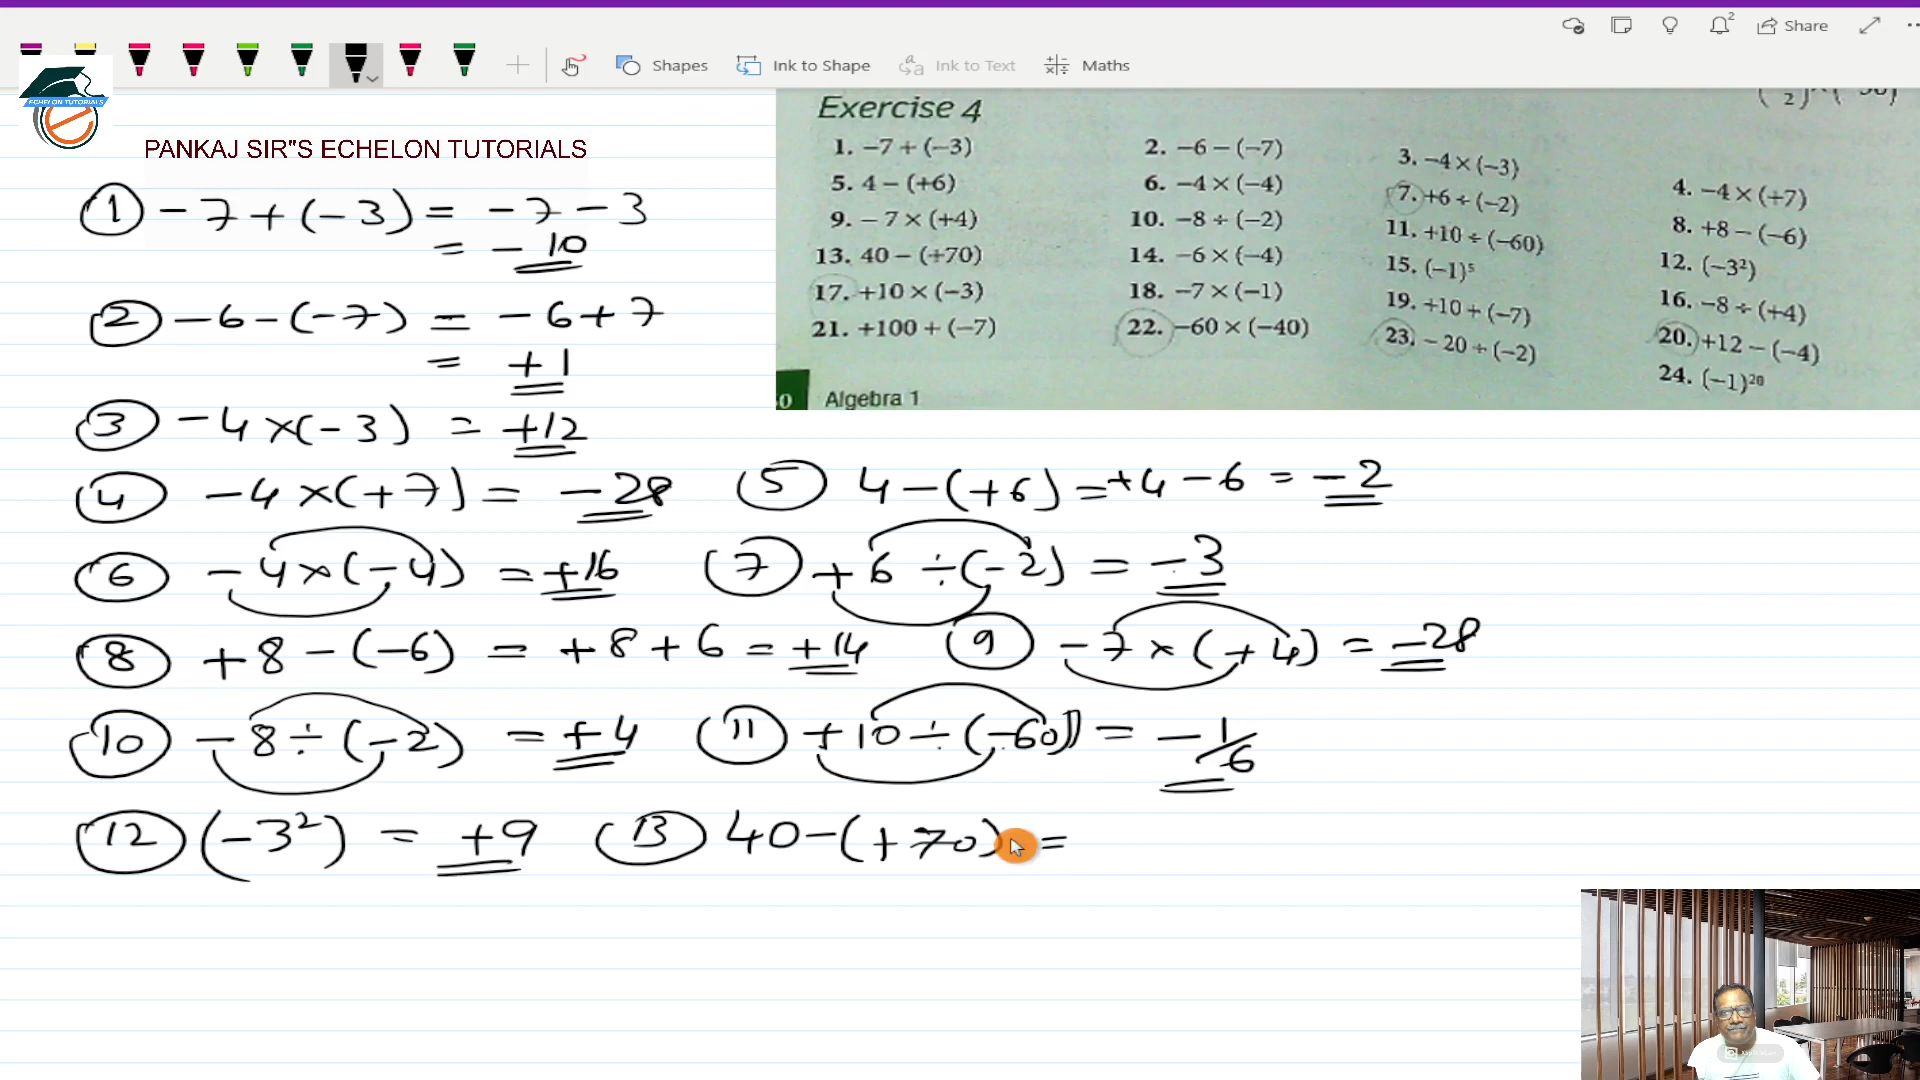 2
Share
Shapes
Ink to Shape
Ink to Text
Maths
ECHELON TUTORIALS
PANKAJ SIR"S ECHELON TUTORIALS
Exercise 4
1. −7 + (−3) 2. −6 − (−7) 3. −4 × (−3) 4. −4 × (+7)
5. 4 − (+6) 6. −4 × (−4) 7. +6 ÷ (−2) 8. +8 − (−6)
9. − 7 × (+4) 10. −8 ÷ (−2) 11. +10 ÷ (−60) 12. (−3²)
13. 40 − (+70) 14. −6 × (−4) 15. (−1)⁵ 16. −8 ÷ (+4)
17. +10 × (−3) 18. −7 × (−1) 19. +10 + (−7) 20. +12 − (−4)
21. +100 + (−7) 22. −60 × (−40) 23. − 20 ÷ (−2) 24. (−1)²⁰
0 Algebra 1
① −7+(−3) = −7−3
= −10
② −6−(−7) = −6+7
= +1
③ −4×(−3) = +12
④ −4×(+7) = −28 ⑤ 4−(+6) = +4−6 = −2
⑥ −4×(−4) = +16 ⑦ +6÷(−2) = −3
⑧ +8−(−6) = +8+6 = +14 ⑨ −7×(+4) = −28
⑩ −8÷(−2) = +4 ⑪ +10÷(−60) = −1/6
⑫ (−3²) = +9 ⑬ 40−(+70) =